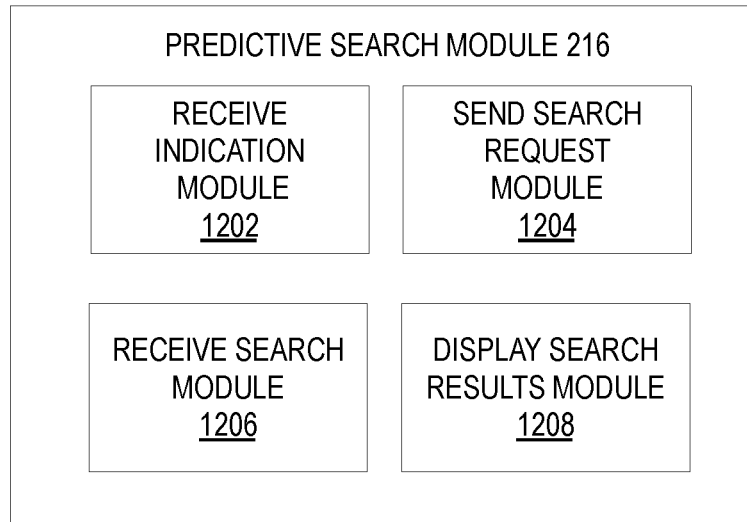 PREDICTIVE SEARCH MODULE 216
RECEIVE
INDICATION
MODULE
1202
SEND SEARCH
REQUEST
MODULE
1204
RECEIVE SEARCH
MODULE
1206
DISPLAY SEARCH
RESULTS MODULE
1208